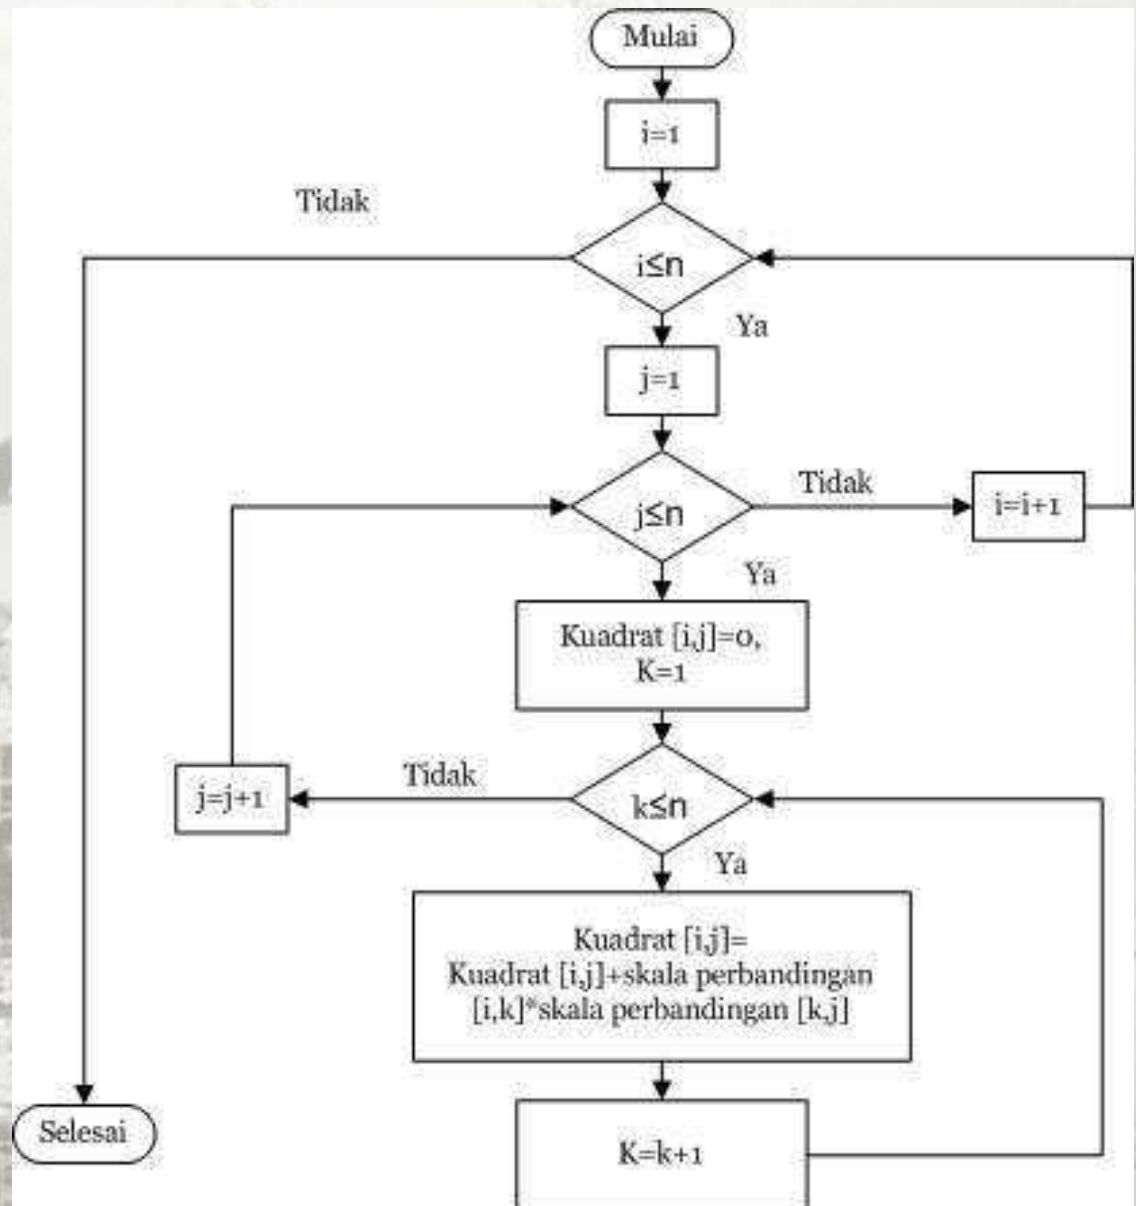 Mulai
i=1
Tidak
i≤n
Ya
j=1
j≤n
Tidak
i=i+1
Ya
Kuadrat [i,j]=0,
K=1
k≤n
Tidak
j=j+1
Ya
Kuadrat [i,j]=
Kuadrat [i,j]+skala perbandingan
[i,k]*skala perbandingan [k,j]
K=k+1
Selesai